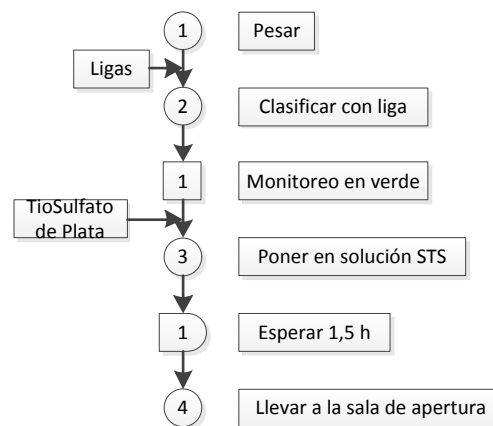 1
Pesar
Ligas
2
Clasificar con liga
1
Monitoreo en verde
TioSulfato
de Plata
3
Poner en solución STS
1
Esperar 1,5 h
4
Llevar a la sala de apertura